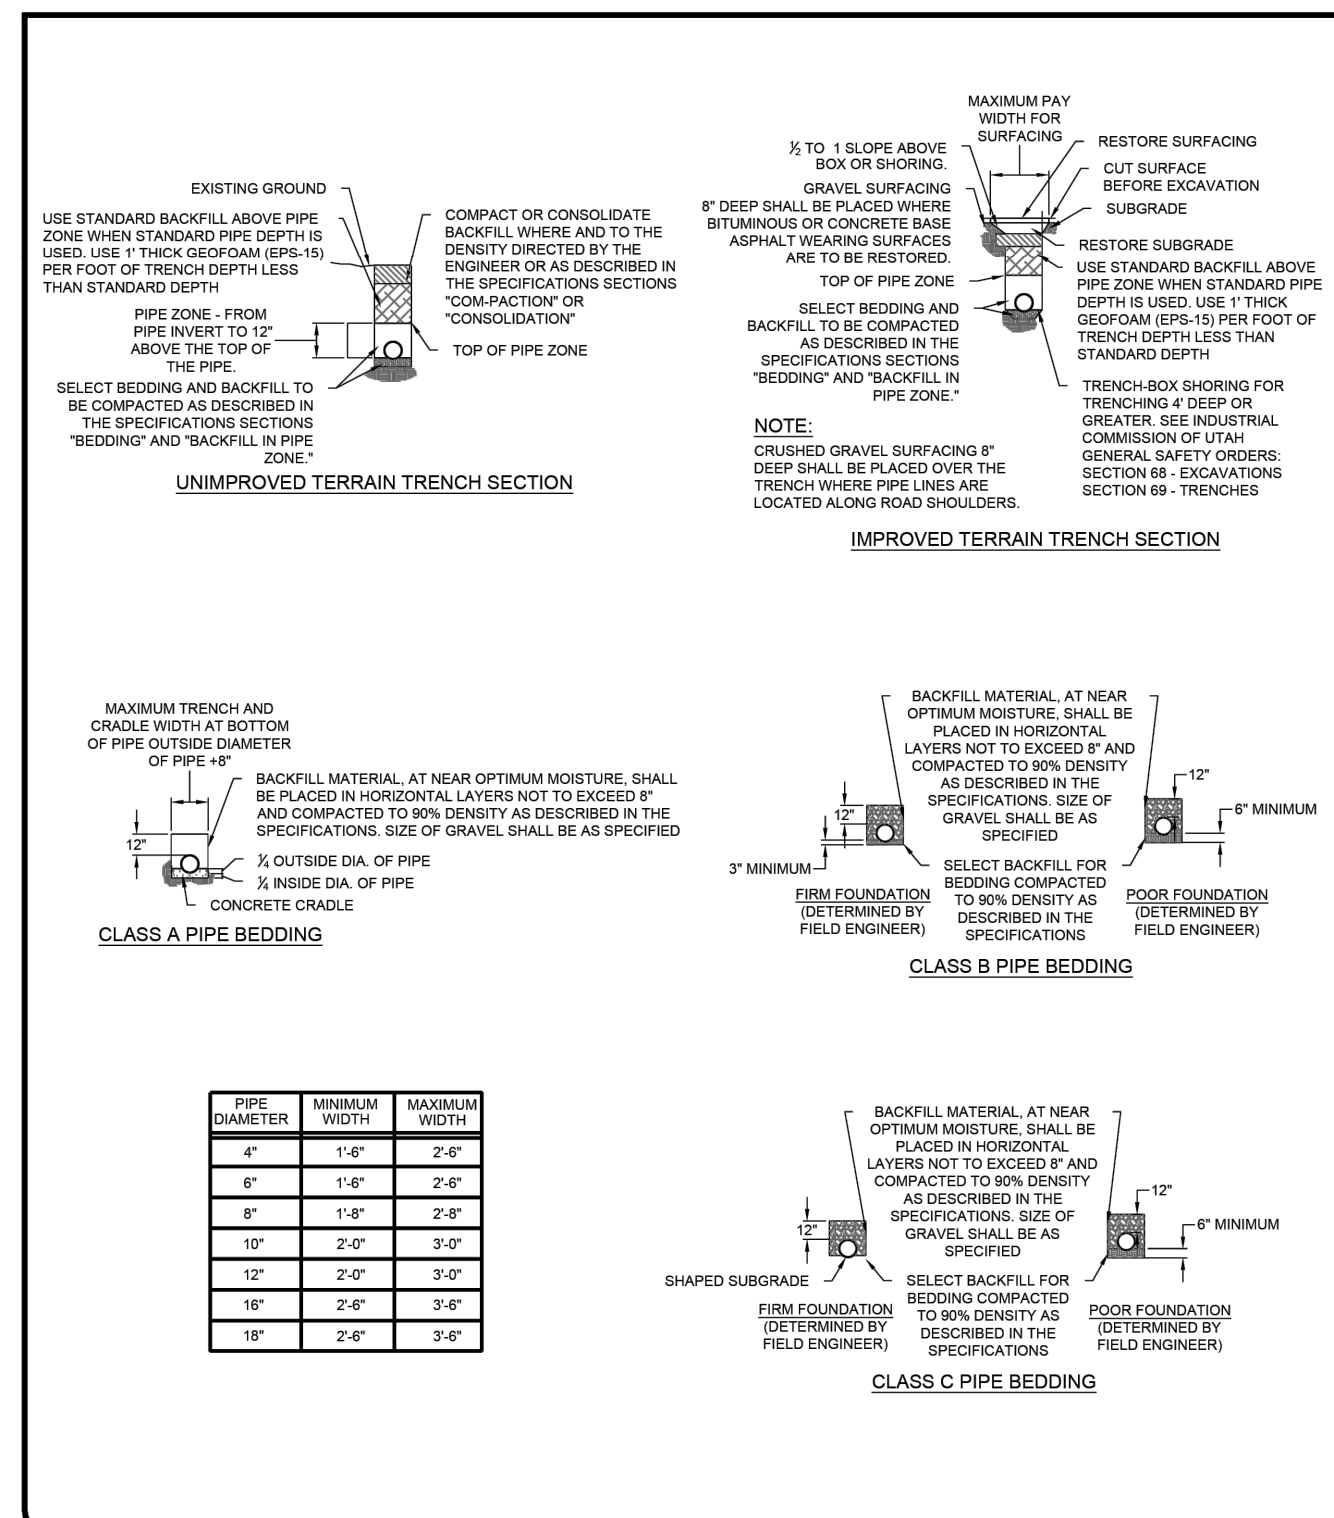 EXISTING GROUND
USE STANDARD BACKFILL ABOVE PIPE
ZONE WHEN STANDARD PIPE DEPTH IS
USED. USE 1' THICK GEOFOAM (EPS-15)
PER FOOT OF TRENCH DEPTH LESS
THAN STANDARD DEPTH
PIPE ZONE - FROM
PIPE INVERT TO 12"
ABOVE THE TOP OF
THE PIPE.
SELECT BEDDING AND BACKFILL TO
BE COMPACTED AS DESCRIBED IN
THE SPECIFICATIONS SECTIONS
"BEDDING" AND "BACKFILL IN PIPE
ZONE."
COMPACT OR CONSOLIDATE
BACKFILL WHERE AND TO THE
DENSITY DIRECTED BY THE
ENGINEER OR AS DESCRIBED IN
THE SPECIFICATIONS SECTIONS
"COM-PACTION" OR
"CONSOLIDATION"
TOP OF PIPE ZONE
UNIMPROVED TERRAIN TRENCH SECTION
MAXIMUM PAY
WIDTH FOR
SURFACING
½ TO 1 SLOPE ABOVE
BOX OR SHORING.
GRAVEL SURFACING
8" DEEP SHALL BE PLACED WHERE
BITUMINOUS OR CONCRETE BASE
ASPHALT WEARING SURFACES
ARE TO BE RESTORED.
TOP OF PIPE ZONE
SELECT BEDDING AND
BACKFILL TO BE COMPACTED
AS DESCRIBED IN THE
SPECIFICATIONS SECTIONS
"BEDDING" AND "BACKFILL IN
PIPE ZONE."
RESTORE SURFACING
CUT SURFACE
BEFORE EXCAVATION
SUBGRADE
RESTORE SUBGRADE
USE STANDARD BACKFILL ABOVE
PIPE ZONE WHEN STANDARD PIPE
DEPTH IS USED. USE 1' THICK
GEOFOAM (EPS-15) PER FOOT OF
TRENCH DEPTH LESS THAN
STANDARD DEPTH
TRENCH-BOX SHORING FOR
TRENCHING 4' DEEP OR
GREATER. SEE INDUSTRIAL
COMMISSION OF UTAH
GENERAL SAFETY ORDERS:
SECTION 68 - EXCAVATIONS
SECTION 69 - TRENCHES
NOTE:
CRUSHED GRAVEL SURFACING 8"
DEEP SHALL BE PLACED OVER THE
TRENCH WHERE PIPE LINES ARE
LOCATED ALONG ROAD SHOULDERS.
IMPROVED TERRAIN TRENCH SECTION
MAXIMUM TRENCH AND
CRADLE WIDTH AT BOTTOM
OF PIPE OUTSIDE DIAMETER
OF PIPE +8"
BACKFILL MATERIAL, AT NEAR OPTIMUM MOISTURE, SHALL
BE PLACED IN HORIZONTAL LAYERS NOT TO EXCEED 8"
AND COMPACTED TO 90% DENSITY AS DESCRIBED IN THE
SPECIFICATIONS. SIZE OF GRAVEL SHALL BE AS SPECIFIED
12"
¼ OUTSIDE DIA. OF PIPE
¼ INSIDE DIA. OF PIPE
CONCRETE CRADLE
CLASS A PIPE BEDDING
BACKFILL MATERIAL, AT NEAR
OPTIMUM MOISTURE, SHALL BE
PLACED IN HORIZONTAL
LAYERS NOT TO EXCEED 8" AND
COMPACTED TO 90% DENSITY
AS DESCRIBED IN THE
SPECIFICATIONS. SIZE OF
GRAVEL SHALL BE AS
SPECIFIED
12"
3" MINIMUM
12"
6" MINIMUM
SELECT BACKFILL FOR
BEDDING COMPACTED
TO 90% DENSITY AS
DESCRIBED IN THE
SPECIFICATIONS
FIRM FOUNDATION
(DETERMINED BY
FIELD ENGINEER)
POOR FOUNDATION
(DETERMINED BY
FIELD ENGINEER)
CLASS B PIPE BEDDING
PIPE DIAMETER MINIMUM WIDTH MAXIMUM WIDTH
4" 1'-6" 2'-6"
6" 1'-6" 2'-6"
8" 1'-8" 2'-8"
10" 2'-0" 3'-0"
12" 2'-0" 3'-0"
16" 2'-6" 3'-6"
18" 2'-6" 3'-6"
BACKFILL MATERIAL, AT NEAR
OPTIMUM MOISTURE, SHALL BE
PLACED IN HORIZONTAL
LAYERS NOT TO EXCEED 8" AND
COMPACTED TO 90% DENSITY
AS DESCRIBED IN THE
SPECIFICATIONS. SIZE OF
GRAVEL SHALL BE AS
SPECIFIED
12"
12"
6" MINIMUM
SHAPED SUBGRADE
SELECT BACKFILL FOR
BEDDING COMPACTED
TO 90% DENSITY AS
DESCRIBED IN THE
SPECIFICATIONS
FIRM FOUNDATION
(DETERMINED BY
FIELD ENGINEER)
POOR FOUNDATION
(DETERMINED BY
FIELD ENGINEER)
CLASS C PIPE BEDDING